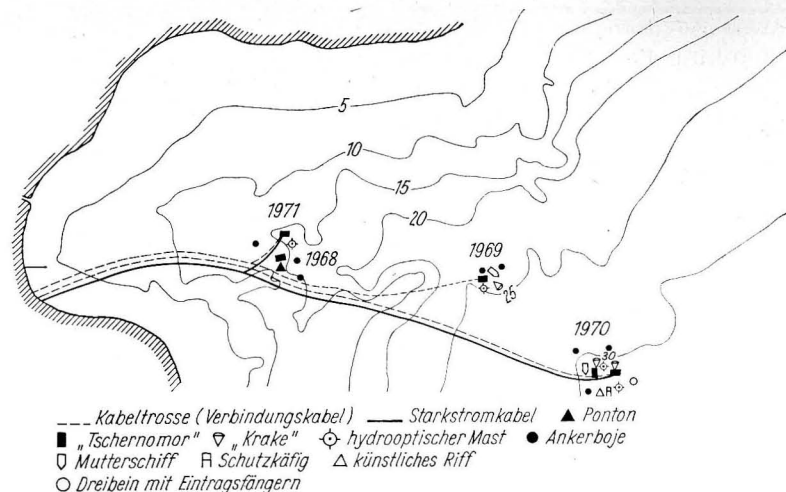 5
10
15
20
1971
1968
1969
25
1970
30
Kabeltrosse (Verbindungskabel) Starkstromkabel Ponton
„Tschernomor" „Krake" hydrooptischer Mast Ankerboje
Mutterschiff Schutzkäfig künstliches Riff
Dreibein mit Eintragsfängern